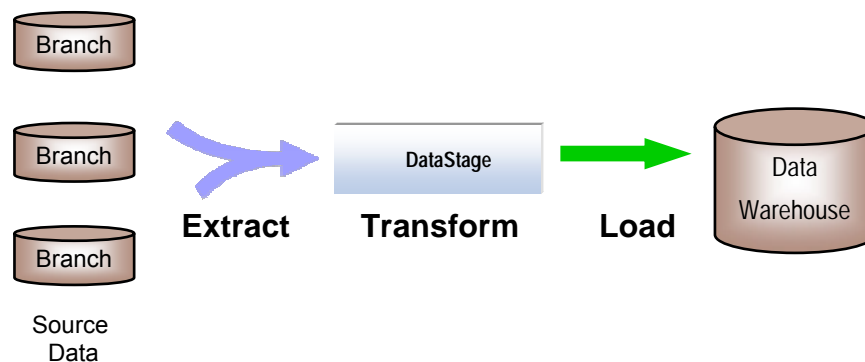 Branch
Branch
Branch
Source
Data
Extract
DataStage
Transform
Load
Data
Warehouse